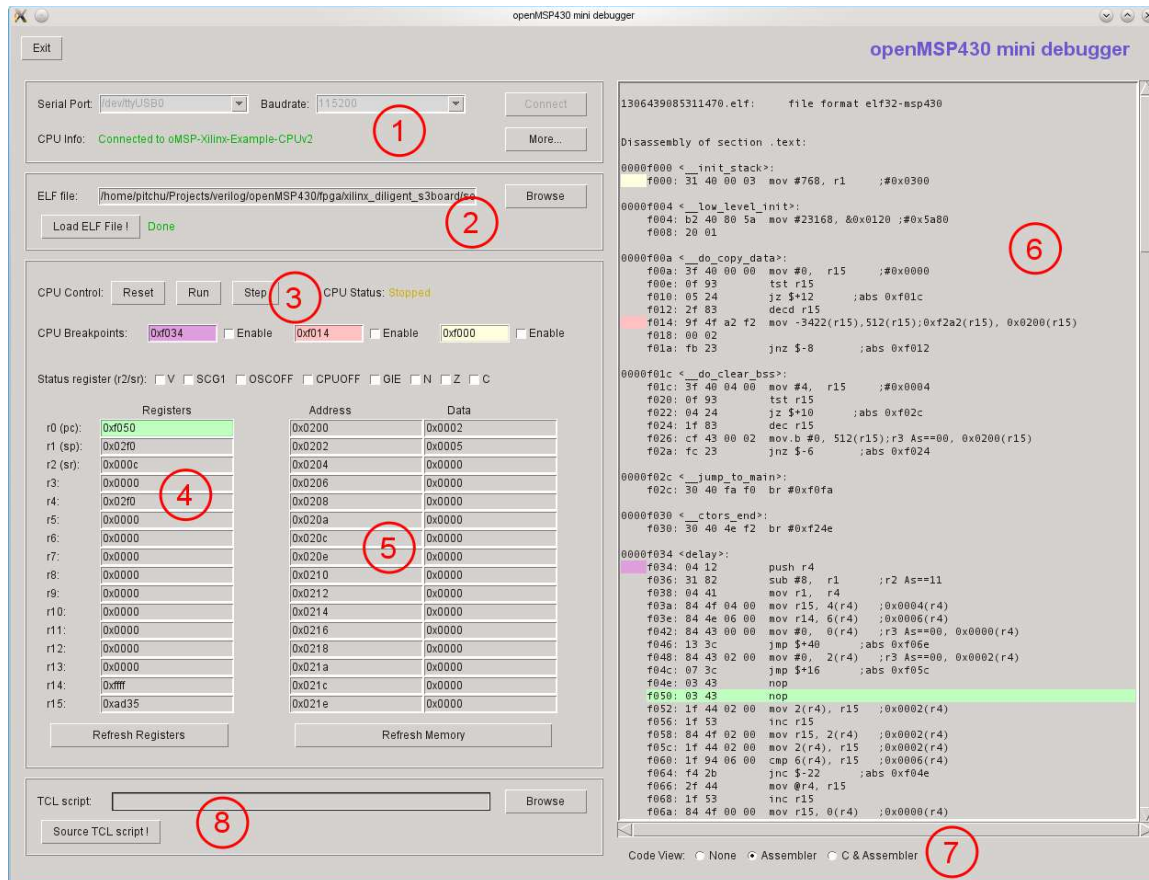 openMSP430 mini debugger
Exit
openMSP430 mini debugger
Serial Port: /dev/ttyUSB0 Baudrate: 115200 Connect
1
CPU Info: Connected to oMSP-Xilinx-Example-CPUv2 More...
ELF file: /home/pitchu/Projects/verilog/openMSP430/fpga/xilinx_diligent_s3board/so Browse
2
Load ELF File ! Done
CPU Control: Reset Run Step CPU Status: Stopped
3
CPU Breakpoints: 0xf034 Enable 0xf014 Enable 0xf000 Enable
Status register (r2/sr): V SCG1 OSCOFF CPUOFF GIE N Z C
Registers Address Data
r0 (pc): 0xf050 0x0200 0x0002
r1 (sp): 0x02f0 0x0202 0x0005
r2 (sr): 0x000c 0x0204 0x0000
r3: 0x0000 0x0206 0x0000
r4: 0x02f0 0x0208 0x0000
4
r5: 0x0000 0x020a 0x0000
r6: 0x0000 0x020c 0x0000
r7: 0x0000 0x020e 0x0000
5
r8: 0x0000 0x0210 0x0000
r9: 0x0000 0x0212 0x0000
r10: 0x0000 0x0214 0x0000
r11: 0x0000 0x0216 0x0000
r12: 0x0000 0x0218 0x0000
r13: 0x0000 0x021a 0x0000
r14: 0xffff 0x021c 0x0000
r15: 0xad35 0x021e 0x0000
Refresh Registers Refresh Memory
TCL script: Browse
8
Source TCL script !
1306439085311470.elf: file format elf32-msp430
Disassembly of section .text:
0000f000 <__init_stack>:
f000: 31 40 00 03 mov #768, r1 ;#0x0300
0000f004 <__low_level_init>:
f004: b2 40 80 5a mov #23168, &0x0120 ;#0x5a80
f008: 20 01
6
0000f00a <__do_copy_data>:
f00a: 3f 40 00 00 mov #0, r15 ;#0x0000
f00e: 0f 93 tst r15
f010: 05 24 jz $+12 ;abs 0xf01c
f012: 2f 83 decd r15
f014: 9f 4f a2 f2 mov -3422(r15),512(r15);0xf2a2(r15), 0x0200(r15)
f018: 00 02
f01a: fb 23 jnz $-8 ;abs 0xf012
0000f01c <__do_clear_bss>:
f01c: 3f 40 04 00 mov #4, r15 ;#0x0004
f020: 0f 93 tst r15
f022: 04 24 jz $+10 ;abs 0xf02c
f024: 1f 83 dec r15
f026: cf 43 00 02 mov.b #0, 512(r15);r3 As==00, 0x0200(r15)
f02a: fc 23 jnz $-6 ;abs 0xf024
0000f02c <__jump_to_main>:
f02c: 30 40 fa f0 br #0xf0fa
0000f030 <__ctors_end>:
f030: 30 40 4e f2 br #0xf24e
0000f034 <delay>:
f034: 04 12 push r4
f036: 31 82 sub #8, r1 ;r2 As==11
f038: 04 41 mov r1, r4
f03a: 84 4f 04 00 mov r15, 4(r4) ;0x0004(r4)
f03e: 84 4e 06 00 mov r14, 6(r4) ;0x0006(r4)
f042: 84 43 00 00 mov #0, 0(r4) ;r3 As==00, 0x0000(r4)
f046: 13 3c jmp $+40 ;abs 0xf06e
f048: 84 43 02 00 mov #0, 2(r4) ;r3 As==00, 0x0002(r4)
f04c: 07 3c jmp $+16 ;abs 0xf05c
f04e: 03 43 nop
f050: 03 43 nop
f052: 1f 44 02 00 mov 2(r4), r15 ;0x0002(r4)
f056: 1f 53 inc r15
f058: 84 4f 02 00 mov r15, 2(r4) ;0x0002(r4)
f05c: 1f 44 02 00 mov 2(r4), r15 ;0x0002(r4)
f060: 1f 94 06 00 cmp 6(r4), r15 ;0x0006(r4)
f064: f4 2b jnc $-22 ;abs 0xf04e
f066: 2f 44 mov @r4, r15
f068: 1f 53 inc r15
f06a: 84 4f 00 00 mov r15, 0(r4) ;0x0000(r4)
Code View: None Assembler C & Assembler
7